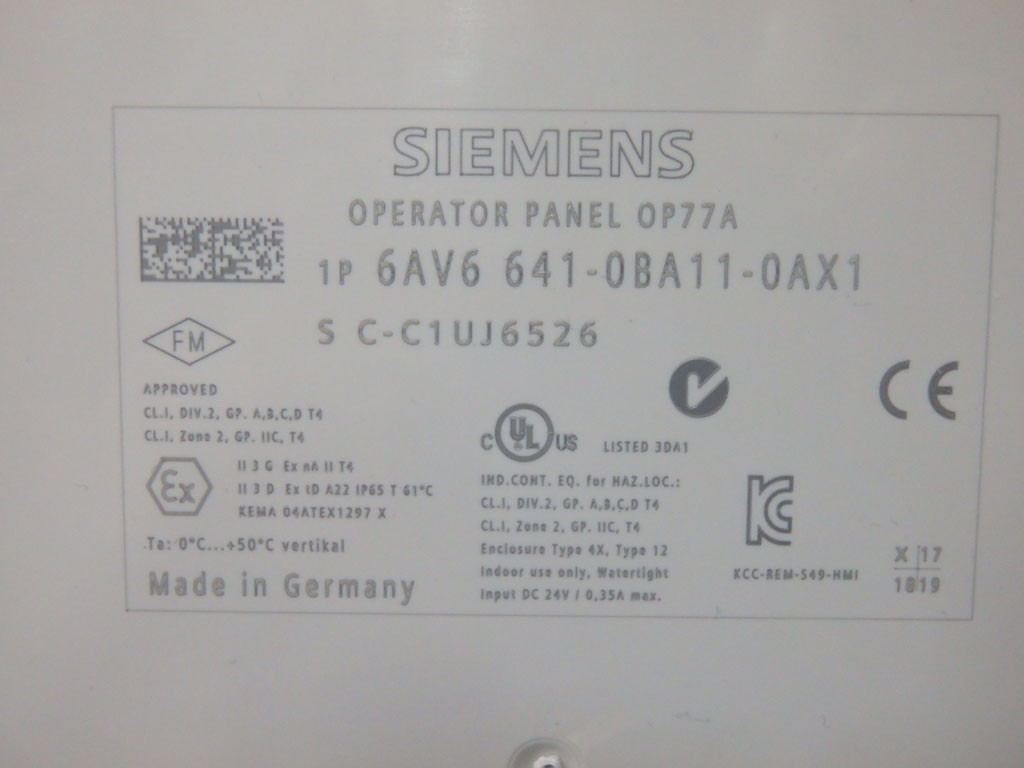 SIEMENS
OPERATOR PANEL OP77A
1P 6AV6 641-0BA11-0AX1
S C-C1UJ6526
FM
APPROVED
CL.I, DIV.2, GP. A,B,C,D T4
CL.I, Zone 2, GP. IIC, T4
Ex
II 3 G Ex nA II T4
II 3 D Ex tD A22 IP65 T 61°C
KEMA 04ATEX1297 X
Ta: 0°C...+50°C vertikal
Made in Germany
C UL US LISTED 3DA1
IND.CONT. EQ. for HAZ.LOC.:
CL.I, DIV.2, GP. A,B,C,D T4
CL.I, Zone 2, GP. IIC, T4
Enclosure Type 4X, Type 12
Indoor use only, Watertight
Input DC 24V / 0,35A max.
CE
KCC-REM-S49-HMI
X 17
18 19